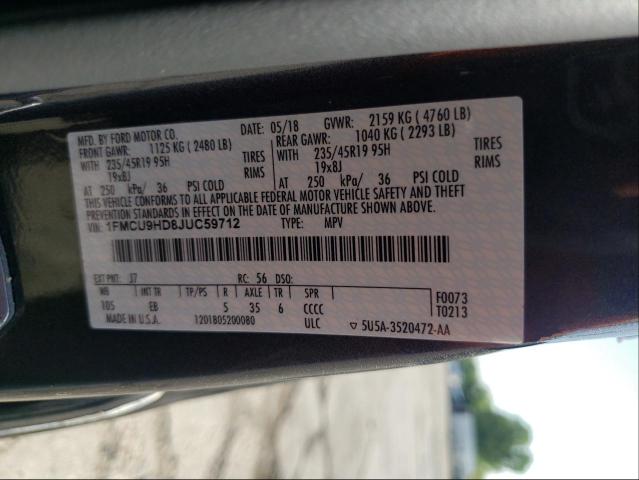 MFD. BY FORD MOTOR CO. DATE: 05/18 GVWR: 2159 KG (4760 LB)
FRONT GAWR: 1125 KG (2480 LB) REAR GAWR: 1040 KG (2293 LB)
WITH 235/45R19 95H TIRES WITH 235/45R19 95H TIRES
19x8J RIMS 19x8J RIMS
AT 250 kPa/ 36 PSI COLD AT 250 kPa/ 36 PSI COLD
THIS VEHICLE CONFORMS TO ALL APPLICABLE FEDERAL MOTOR VEHICLE SAFETY AND THEFT
PREVENTION STANDARDS IN EFFECT ON THE DATE OF MANUFACTURE SHOWN ABOVE.
VIN: 1FMCU9HD8JUC59712 TYPE: MPV
EXT PNT: J7 RC: 56 DSO:
WB INT TR TP/PS R AXLE TR SPR F0073
105 EB 5 35 6 CCCC T0213
MADE IN U.S.A. 1201805200080 ULC 5U5A-3S20472-AA